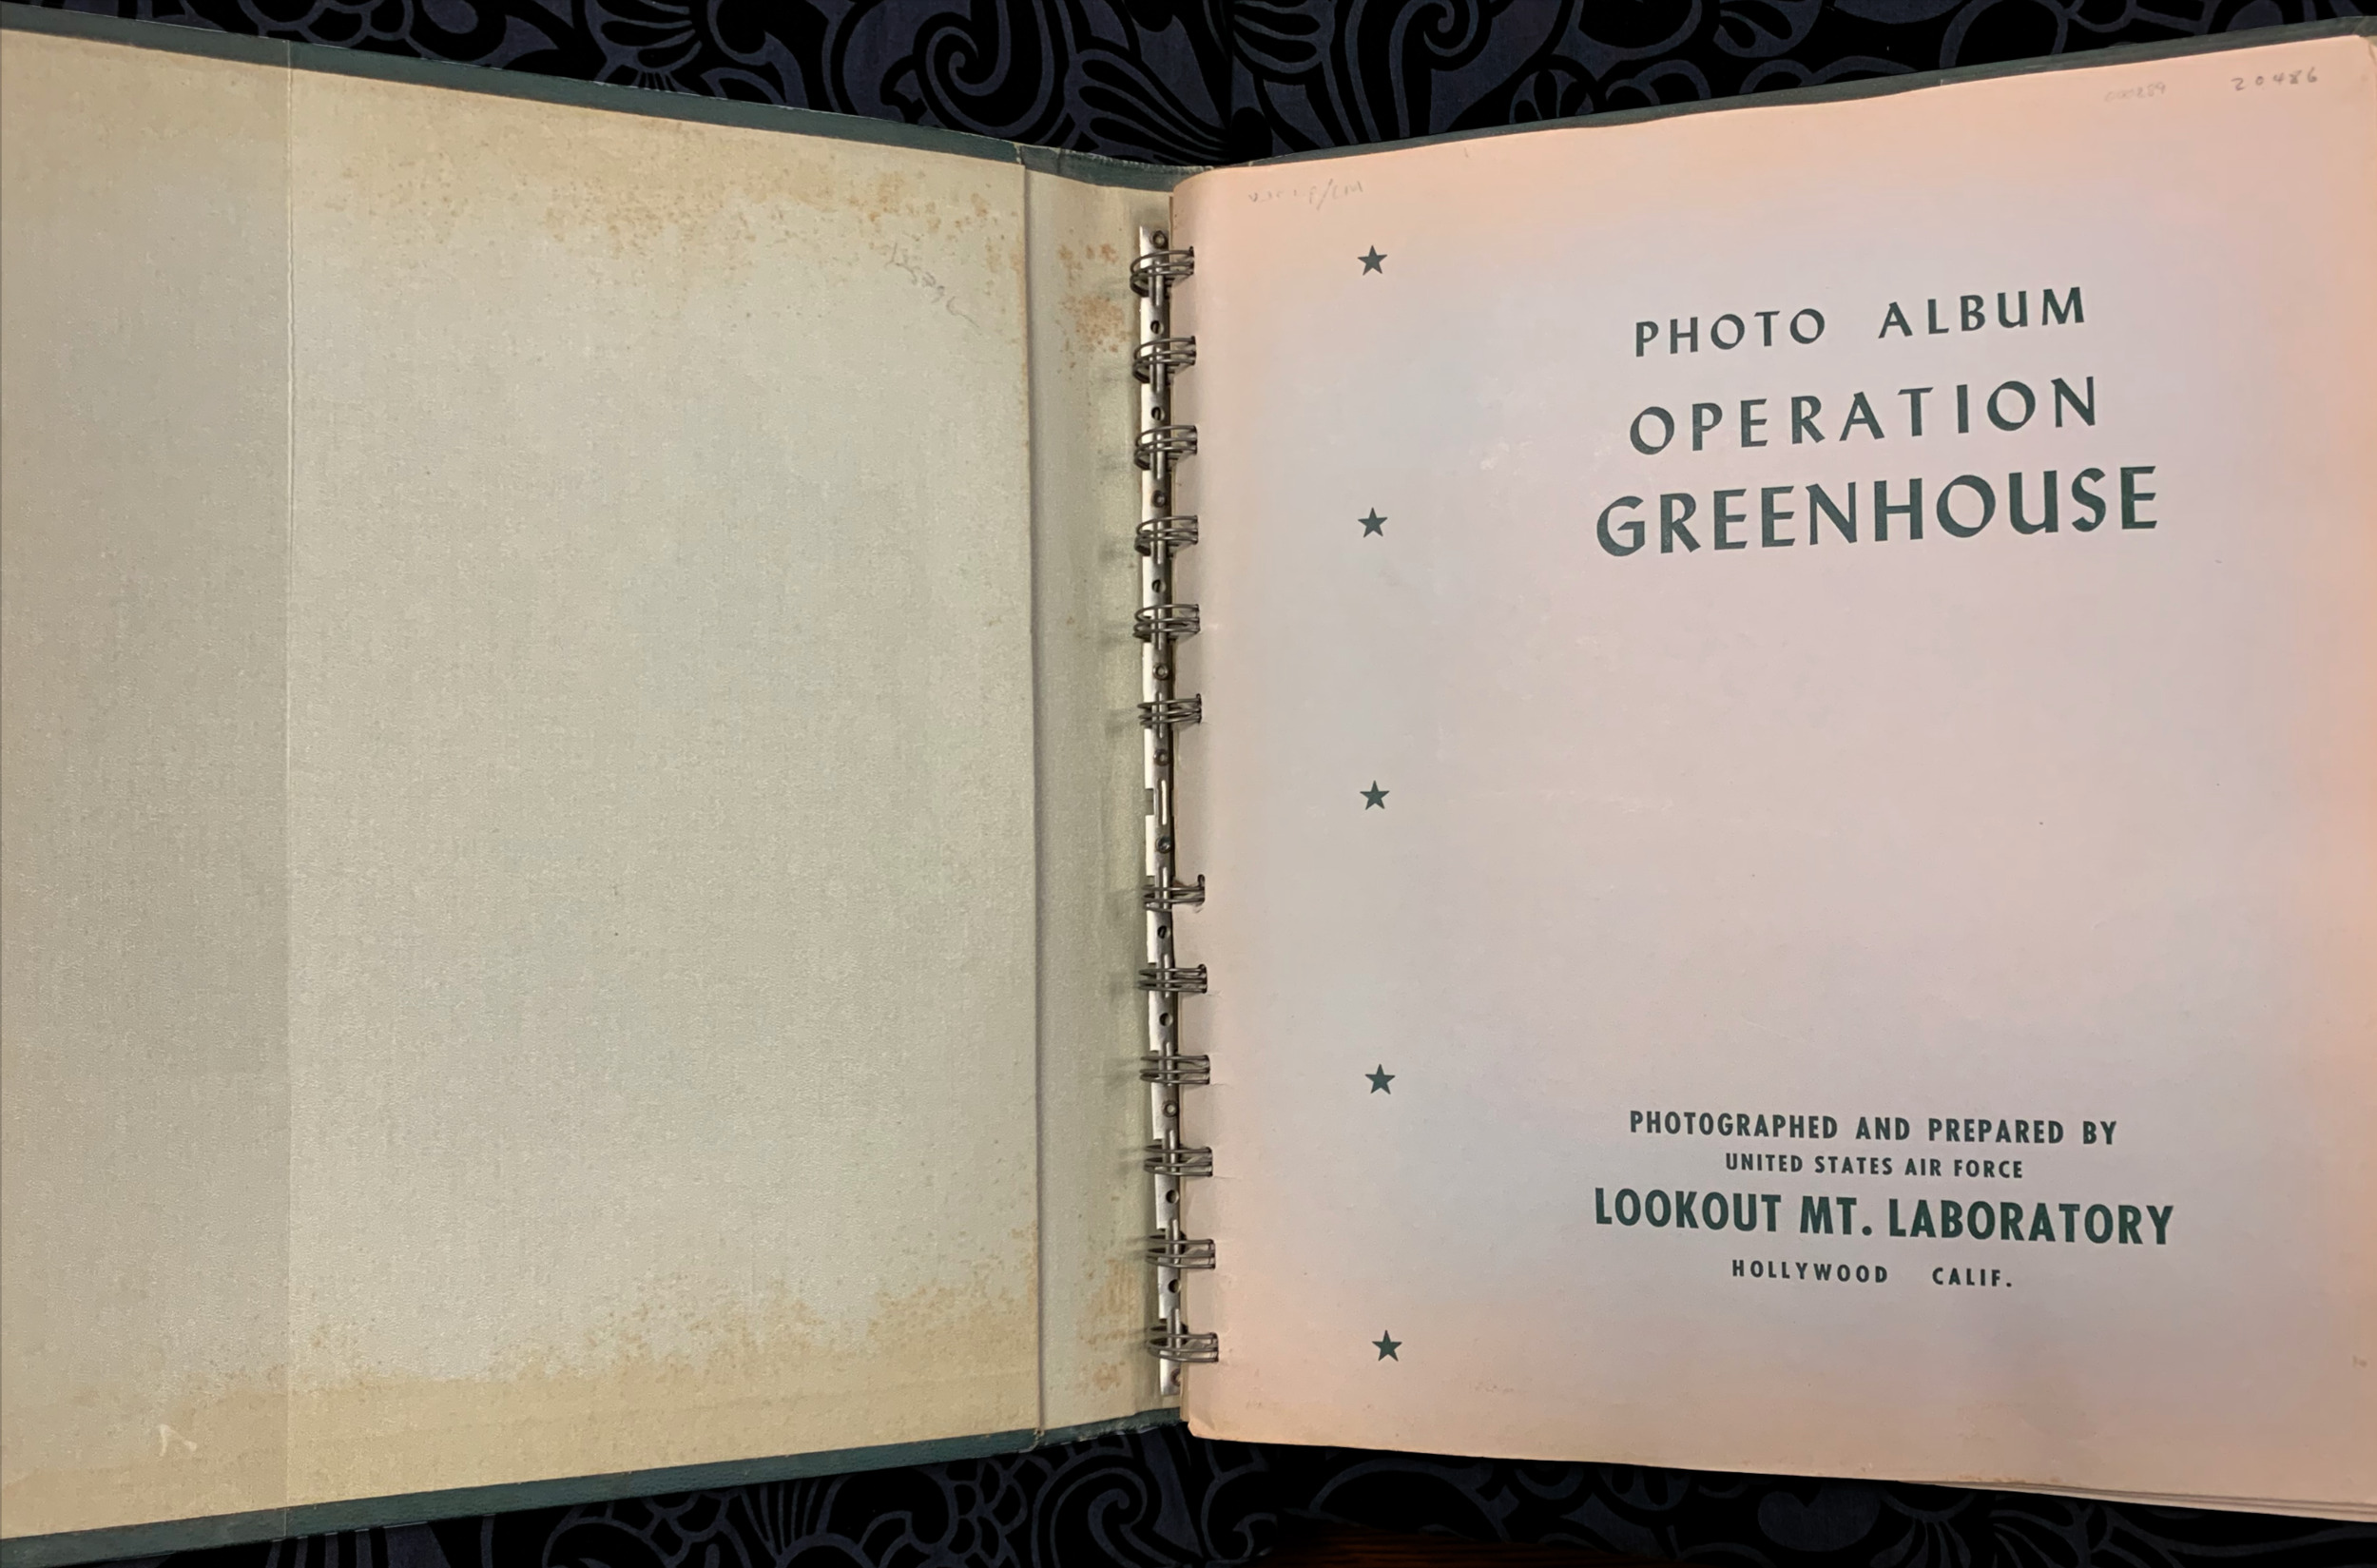 20486
PHOTO ALBUM
OPERATION
GREENHOUSE
PHOTOGRAPHED AND PREPARED BY
UNITED STATES AIR FORCE
LOOKOUT MT. LABORATORY
HOLLYWOOD CALIF.